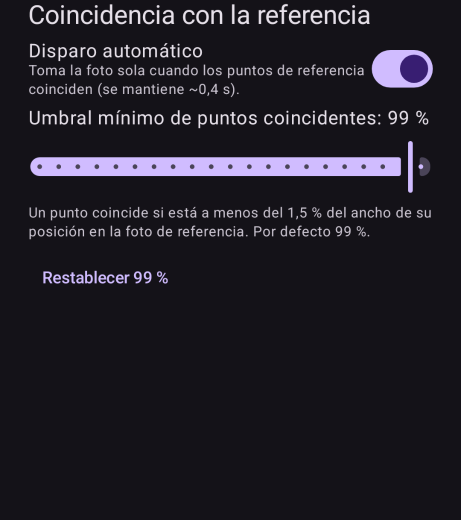 Coincidencia con la referencia
Disparo automático
Toma la foto sola cuando los puntos de referencia
coinciden (se mantiene ~0,4 s).
Umbral mínimo de puntos coincidentes: 99 %
Un punto coincide si está a menos del 1,5 % del ancho de su
posición en la foto de referencia. Por defecto 99 %.
Restablecer 99 %